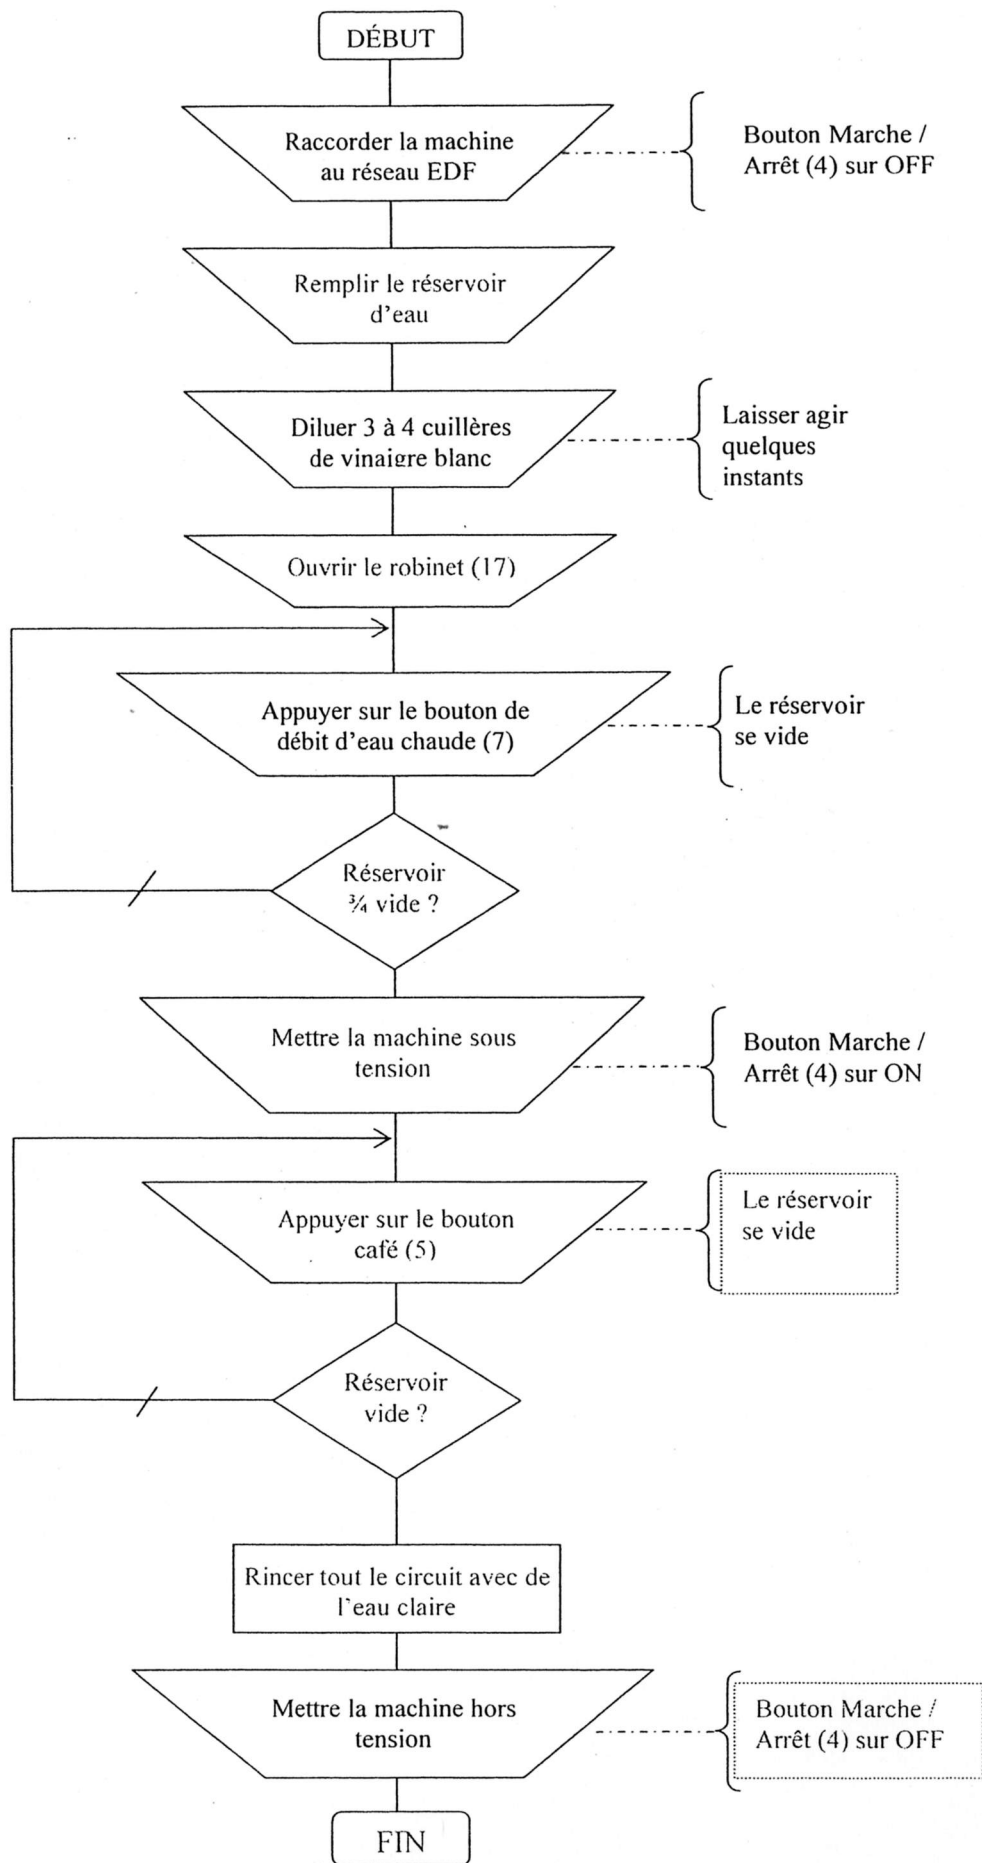 DÉBUT
Raccorder la machine
au réseau EDF
Bouton Marche /
Arrêt (4) sur OFF
Remplir le réservoir
d'eau
Diluer 3 à 4 cuillères
de vinaigre blanc
Laisser agir
quelques
instants
Ouvrir le robinet (17)
Appuyer sur le bouton de
débit d'eau chaude (7)
Le réservoir
se vide
Réservoir
¾ vide ?
Mettre la machine sous
tension
Bouton Marche /
Arrêt (4) sur ON
Appuyer sur le bouton
café (5)
Le réservoir
se vide
Réservoir
vide ?
Rincer tout le circuit avec de
l'eau claire
Mettre la machine hors
tension
Bouton Marche /
Arrêt (4) sur OFF
FIN